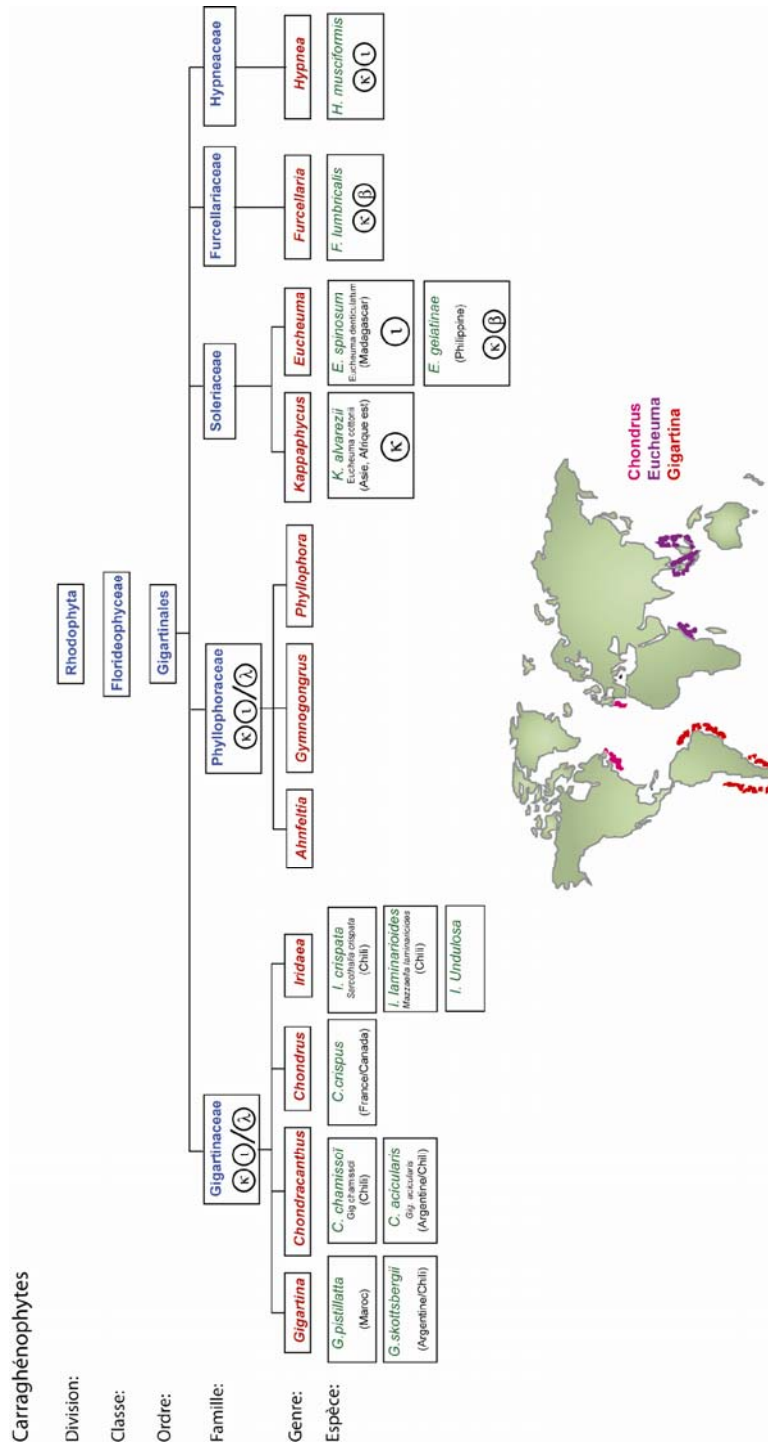 Carraghénophytes
Division:
Rhodophyta
Classe:
Florideophyceae
Ordre:
Gigartinales
Famille:
Gigartinaceae
κ ι / λ
Phyllophoraceae
κ ι / λ
Soleriaceae
Furcellariaceae
Hypneaceae
Genre:
Gigartina
Chondracanthus
Chondrus
Iridaea
Ahnfeltia
Gymnogongrus
Phyllophora
Kappaphycus
Eucheuma
Furcellaria
Hypnea
Espèce:
G.pistillatta
(Maroc)
G.skottsbergii
(Argentine/Chili)
C. chamissoï
Gig chamissoï
(Chili)
C. acicularis
Gig. acicularis
(Argentine/Chil)
C.crispus
(France/Canada)
I. crispata
Sarcothalia crispata
(Chili)
I. laminarioides
Mazzaella laminarioides
(Chili)
I. Undulosa
K. alvarezii
Eucheuma cottonii
(Asie, Afrique est)
κ
E. spinosum
Eucheuma denticulatum
(Madagascar)
ι
E. gelatinae
(Philippine)
κ β
F. lumbricalis
κ β
H. musciformis
κ ι
Chondrus
Eucheuma
Gigartina